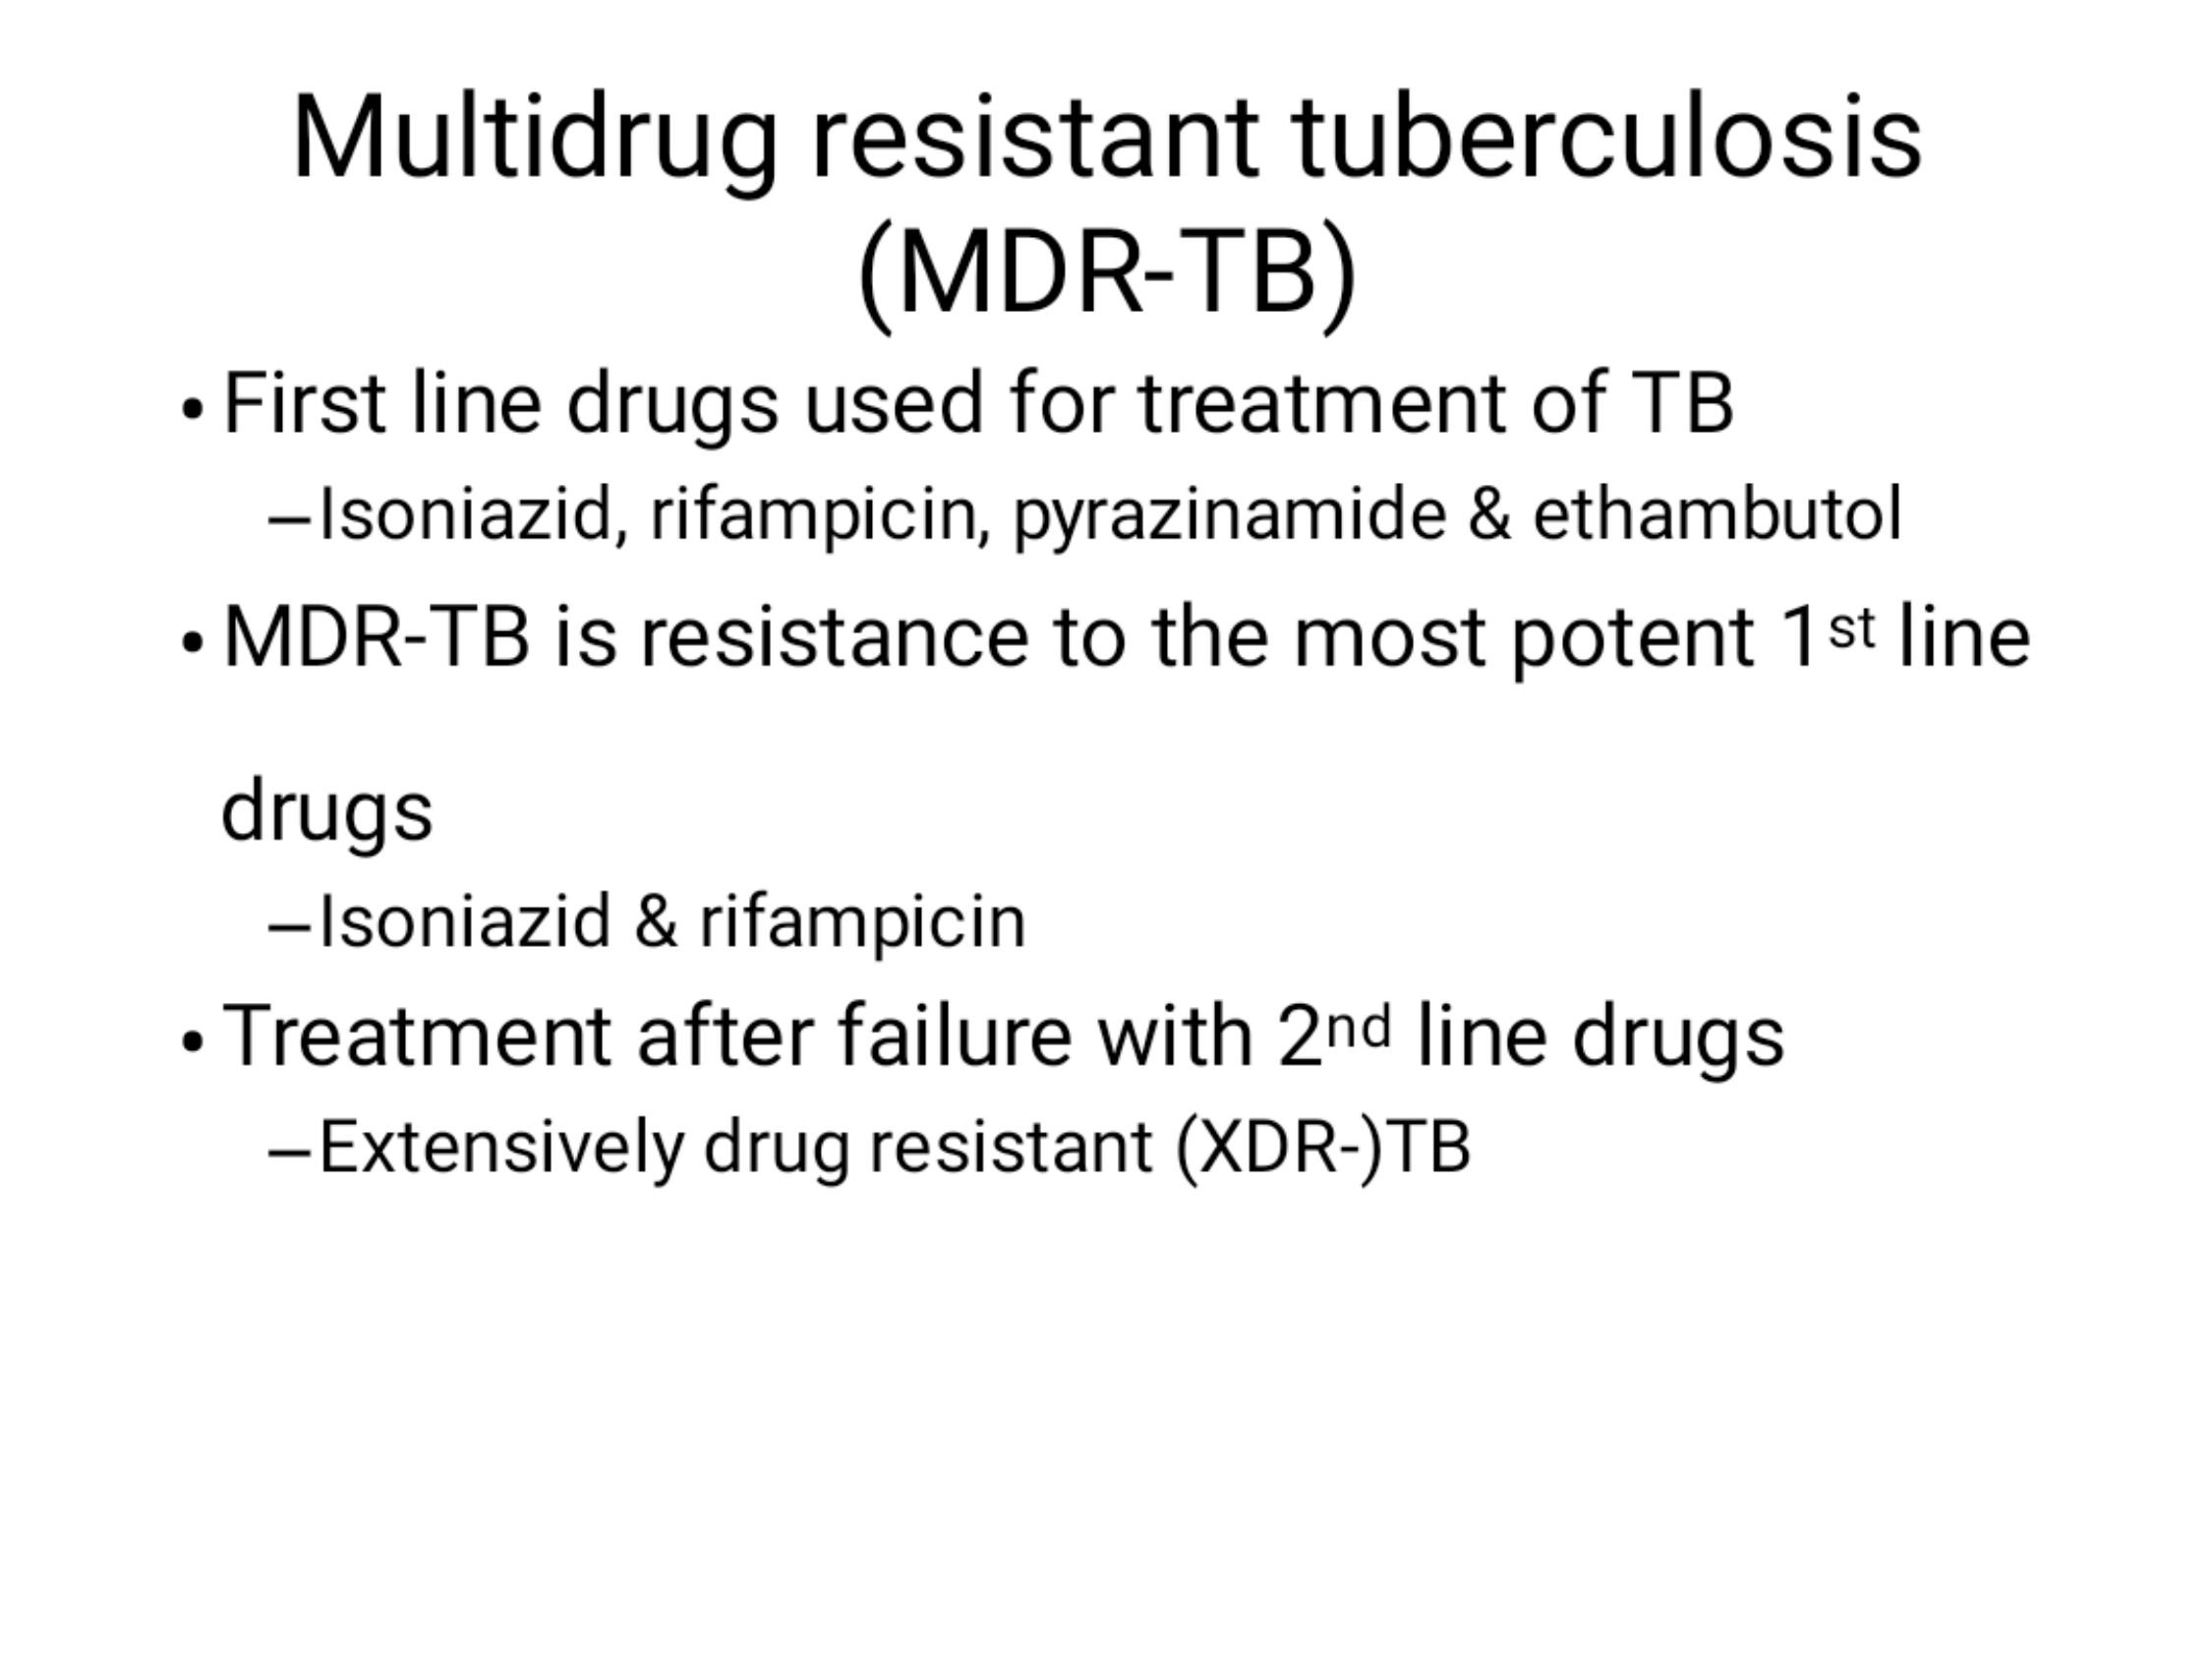 Multidrug resistant tuberculosis
(MDR-TB)
• First line drugs used for treatment of TB
–Isoniazid, rifampicin, pyrazinamide & ethambutol
• MDR-TB is resistance to the most potent 1st line
drugs
–Isoniazid & rifampicin
• Treatment after failure with 2nd line drugs
–Extensively drug resistant (XDR-)TB